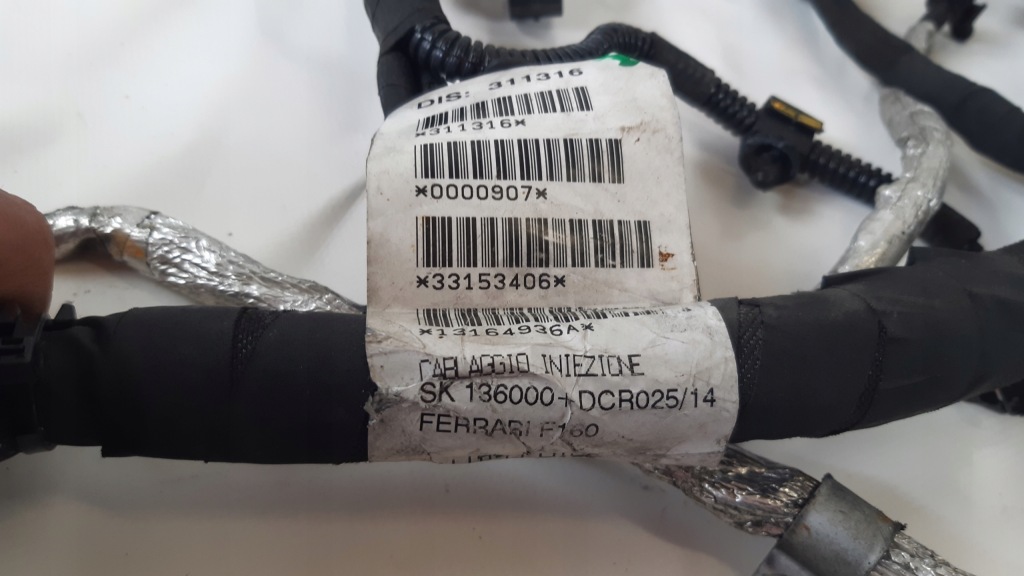 DIS: 311316
*311316*
*0000907*
*33153406*
*13164936A*
CABLAGGIO INIEZIONE
SK 136000+DCR025/14
FERRARI F160